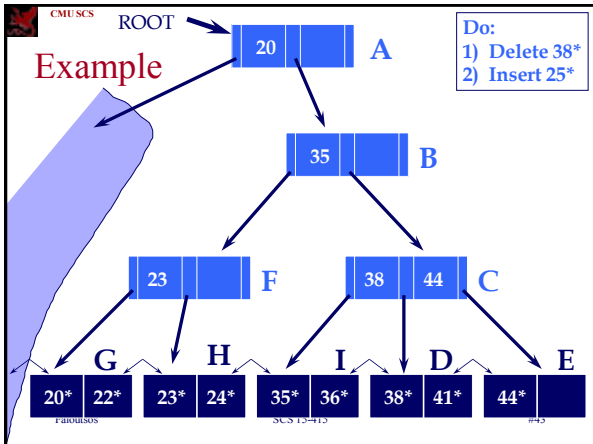 CMU SCS
ROOT
Do:
1) Delete 38*
2) Insert 25*
Example
20
A
35
B
23
F
38 44
C
G
H
I
D
E
20* 22*
23* 24*
35* 36*
38* 41*
44*
Faloutsos
SCS 15-415
#43